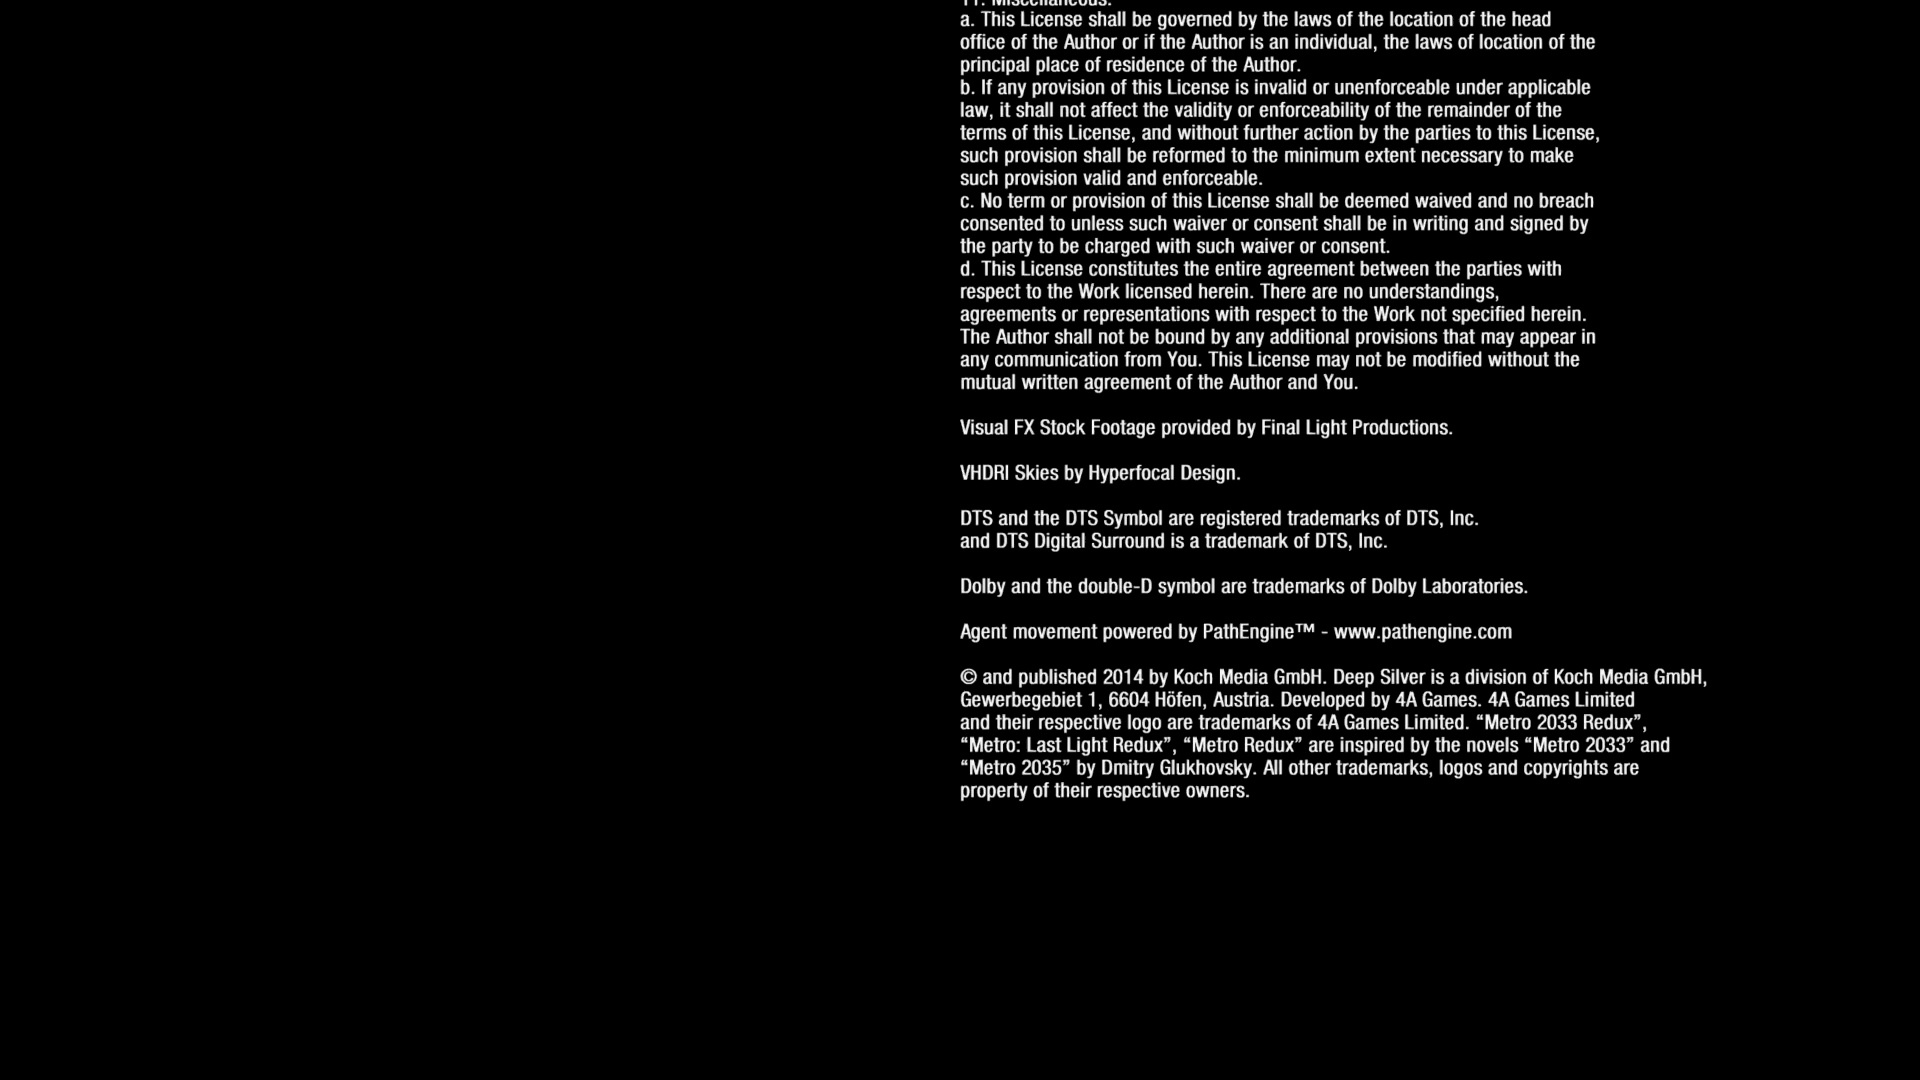 11. Miscellaneous.
a. This License shall be governed by the laws of the location of the head
office of the Author or if the Author is an individual, the laws of location of the
principal place of residence of the Author.
b. If any provision of this License is invalid or unenforceable under applicable
law, it shall not affect the validity or enforceability of the remainder of the
terms of this License, and without further action by the parties to this License,
such provision shall be reformed to the minimum extent necessary to make
such provision valid and enforceable.
c. No term or provision of this License shall be deemed waived and no breach
consented to unless such waiver or consent shall be in writing and signed by
the party to be charged with such waiver or consent.
d. This License constitutes the entire agreement between the parties with
respect to the Work licensed herein. There are no understandings,
agreements or representations with respect to the Work not specified herein.
The Author shall not be bound by any additional provisions that may appear in
any communication from You. This License may not be modified without the
mutual written agreement of the Author and You.
Visual FX Stock Footage provided by Final Light Productions.
VHDRI Skies by Hyperfocal Design.
DTS and the DTS Symbol are registered trademarks of DTS, Inc.
and DTS Digital Surround is a trademark of DTS, Inc.
Dolby and the double-D symbol are trademarks of Dolby Laboratories.
Agent movement powered by PathEngine™ - www.pathengine.com
© and published 2014 by Koch Media GmbH. Deep Silver is a division of Koch Media GmbH,
Gewerbegebiet 1, 6604 Höfen, Austria. Developed by 4A Games. 4A Games Limited
and their respective logo are trademarks of 4A Games Limited. “Metro 2033 Redux”,
“Metro: Last Light Redux”, “Metro Redux” are inspired by the novels “Metro 2033” and
“Metro 2035” by Dmitry Glukhovsky. All other trademarks, logos and copyrights are
property of their respective owners.